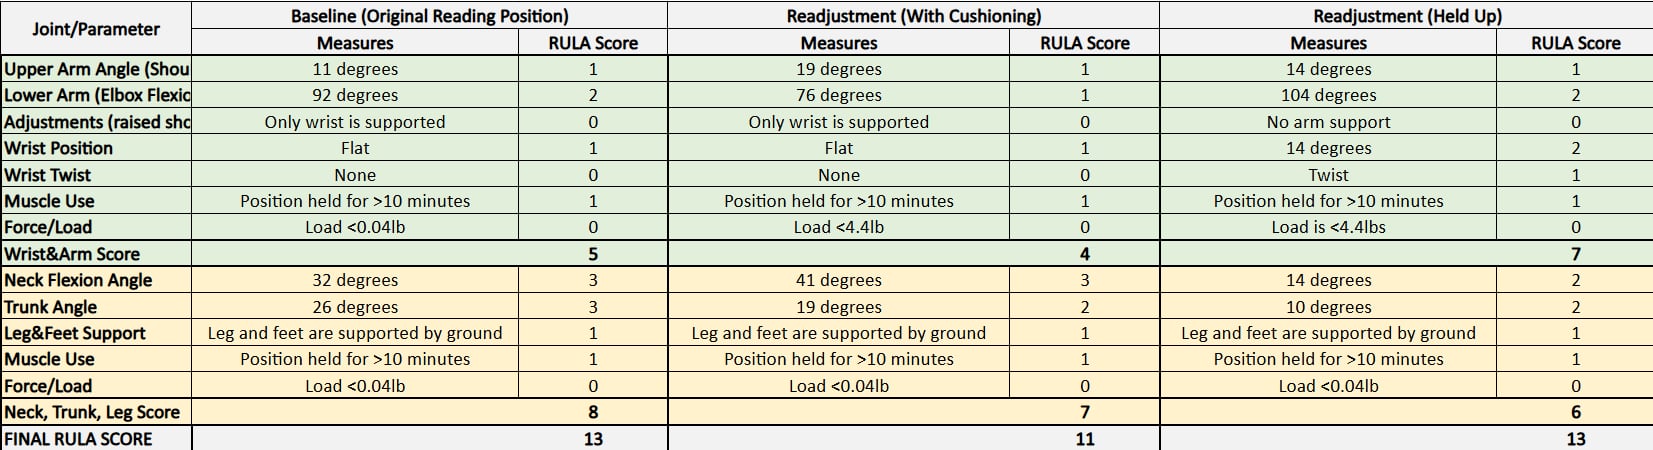 Joint/Parameter Baseline (Original Reading Position) Readjustment (With Cushioning) Readjustment (Held Up)
Measures RULA Score Measures RULA Score Measures RULA Score
Upper Arm Angle (Shou 11 degrees 1 19 degrees 1 14 degrees 1
Lower Arm (Elbox Flexic 92 degrees 2 76 degrees 1 104 degrees 2
Adjustments (raised shc Only wrist is supported 0 Only wrist is supported 0 No arm support 0
Wrist Position Flat 1 Flat 1 14 degrees 2
Wrist Twist None 0 None 0 Twist 1
Muscle Use Position held for >10 minutes 1 Position held for >10 minutes 1 Position held for >10 minutes 1
Force/Load Load <0.04lb 0 Load <4.4lb 0 Load is <4.4lbs 0
Wrist&Arm Score 5 4 7
Neck Flexion Angle 32 degrees 3 41 degrees 3 14 degrees 2
Trunk Angle 26 degrees 3 19 degrees 2 10 degrees 2
Leg&Feet Support Leg and feet are supported by ground 1 Leg and feet are supported by ground 1 Leg and feet are supported by ground 1
Muscle Use Position held for >10 minutes 1 Position held for >10 minutes 1 Position held for >10 minutes 1
Force/Load Load <0.04lb 0 Load <0.04lb 0 Load <0.04lb 0
Neck, Trunk, Leg Score 8 7 6
FINAL RULA SCORE 13 11 13